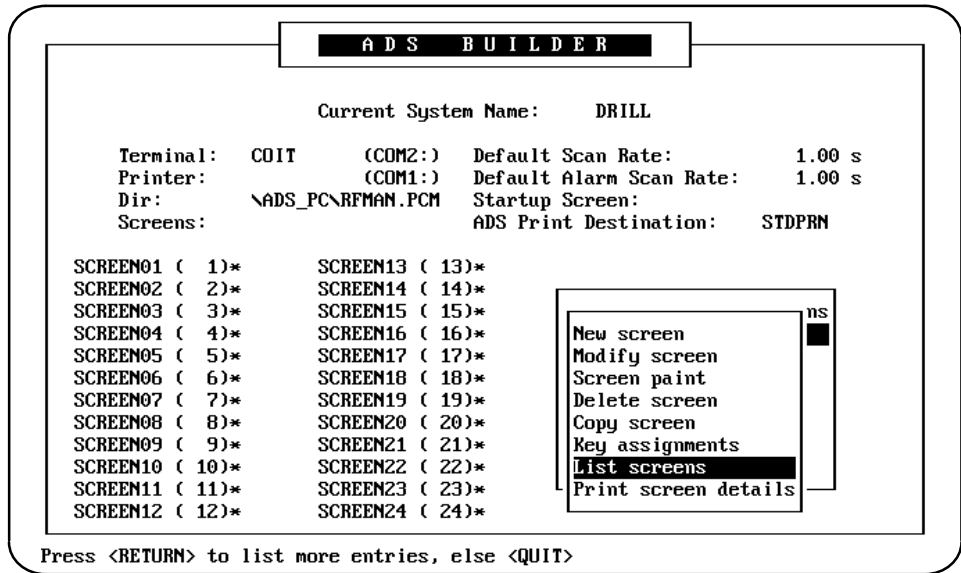 ADS BUILDER
Current System Name: DRILL
Terminal: COIT (COM2:) Default Scan Rate: 1.00 s
Printer: (COM1:) Default Alarm Scan Rate: 1.00 s
Dir: \ADS_PC\RFMAN.PCM Startup Screen:
Screens: ADS Print Destination: STDPRN
SCREEN01 ( 1)* SCREEN13 ( 13)*
SCREEN02 ( 2)* SCREEN14 ( 14)*
SCREEN03 ( 3)* SCREEN15 ( 15)*
SCREEN04 ( 4)* SCREEN16 ( 16)*
SCREEN05 ( 5)* SCREEN17 ( 17)*
SCREEN06 ( 6)* SCREEN18 ( 18)*
SCREEN07 ( 7)* SCREEN19 ( 19)*
SCREEN08 ( 8)* SCREEN20 ( 20)*
SCREEN09 ( 9)* SCREEN21 ( 21)*
SCREEN10 ( 10)* SCREEN22 ( 22)*
SCREEN11 ( 11)* SCREEN23 ( 23)*
SCREEN12 ( 12)* SCREEN24 ( 24)*
ns
New screen
Modify screen
Screen paint
Delete screen
Copy screen
Key assignments
List screens
Print screen details
Press <RETURN> to list more entries, else <QUIT>